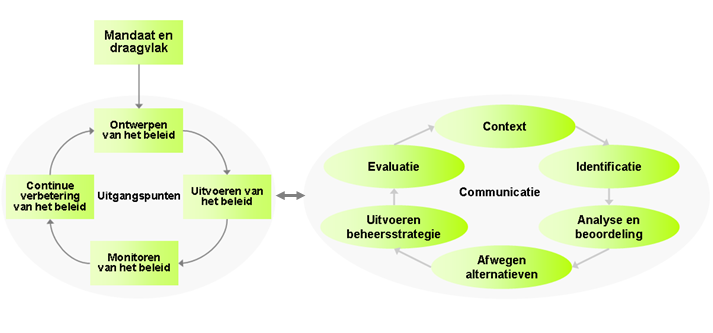 Mandaat en
draagvlak
Ontwerpen
van het beleid
Continue
verbetering
van het beleid
Uitgangspunten
Uitvoeren van
het beleid
Monitoren
van het beleid
Context
Evaluatie
Identificatie
Communicatie
Uitvoeren
beheersstrategie
Analyse en
beoordeling
Afwegen
alternatieven